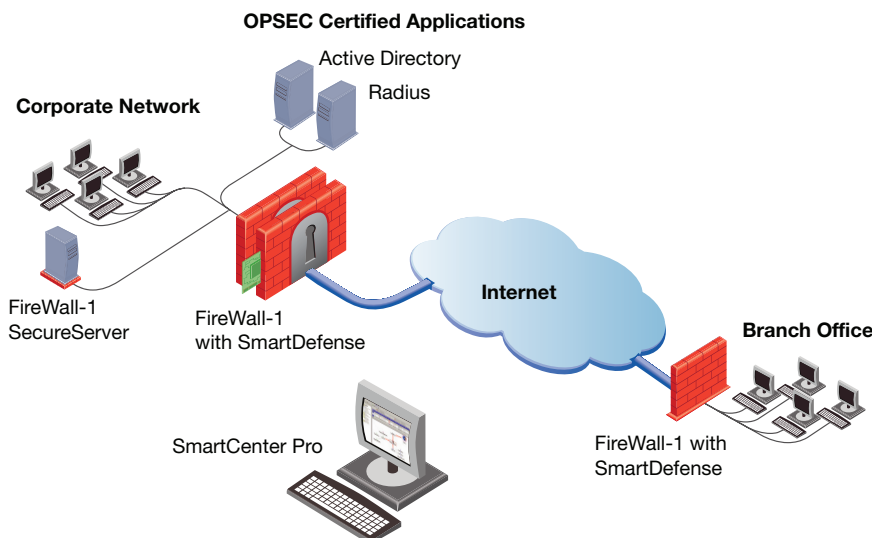 OPSEC Certified Applications
Active Directory
Radius
Corporate Network
FireWall-1
SecureServer
FireWall-1
with SmartDefense
Internet
Branch Office
FireWall-1 with
SmartDefense
SmartCenter Pro